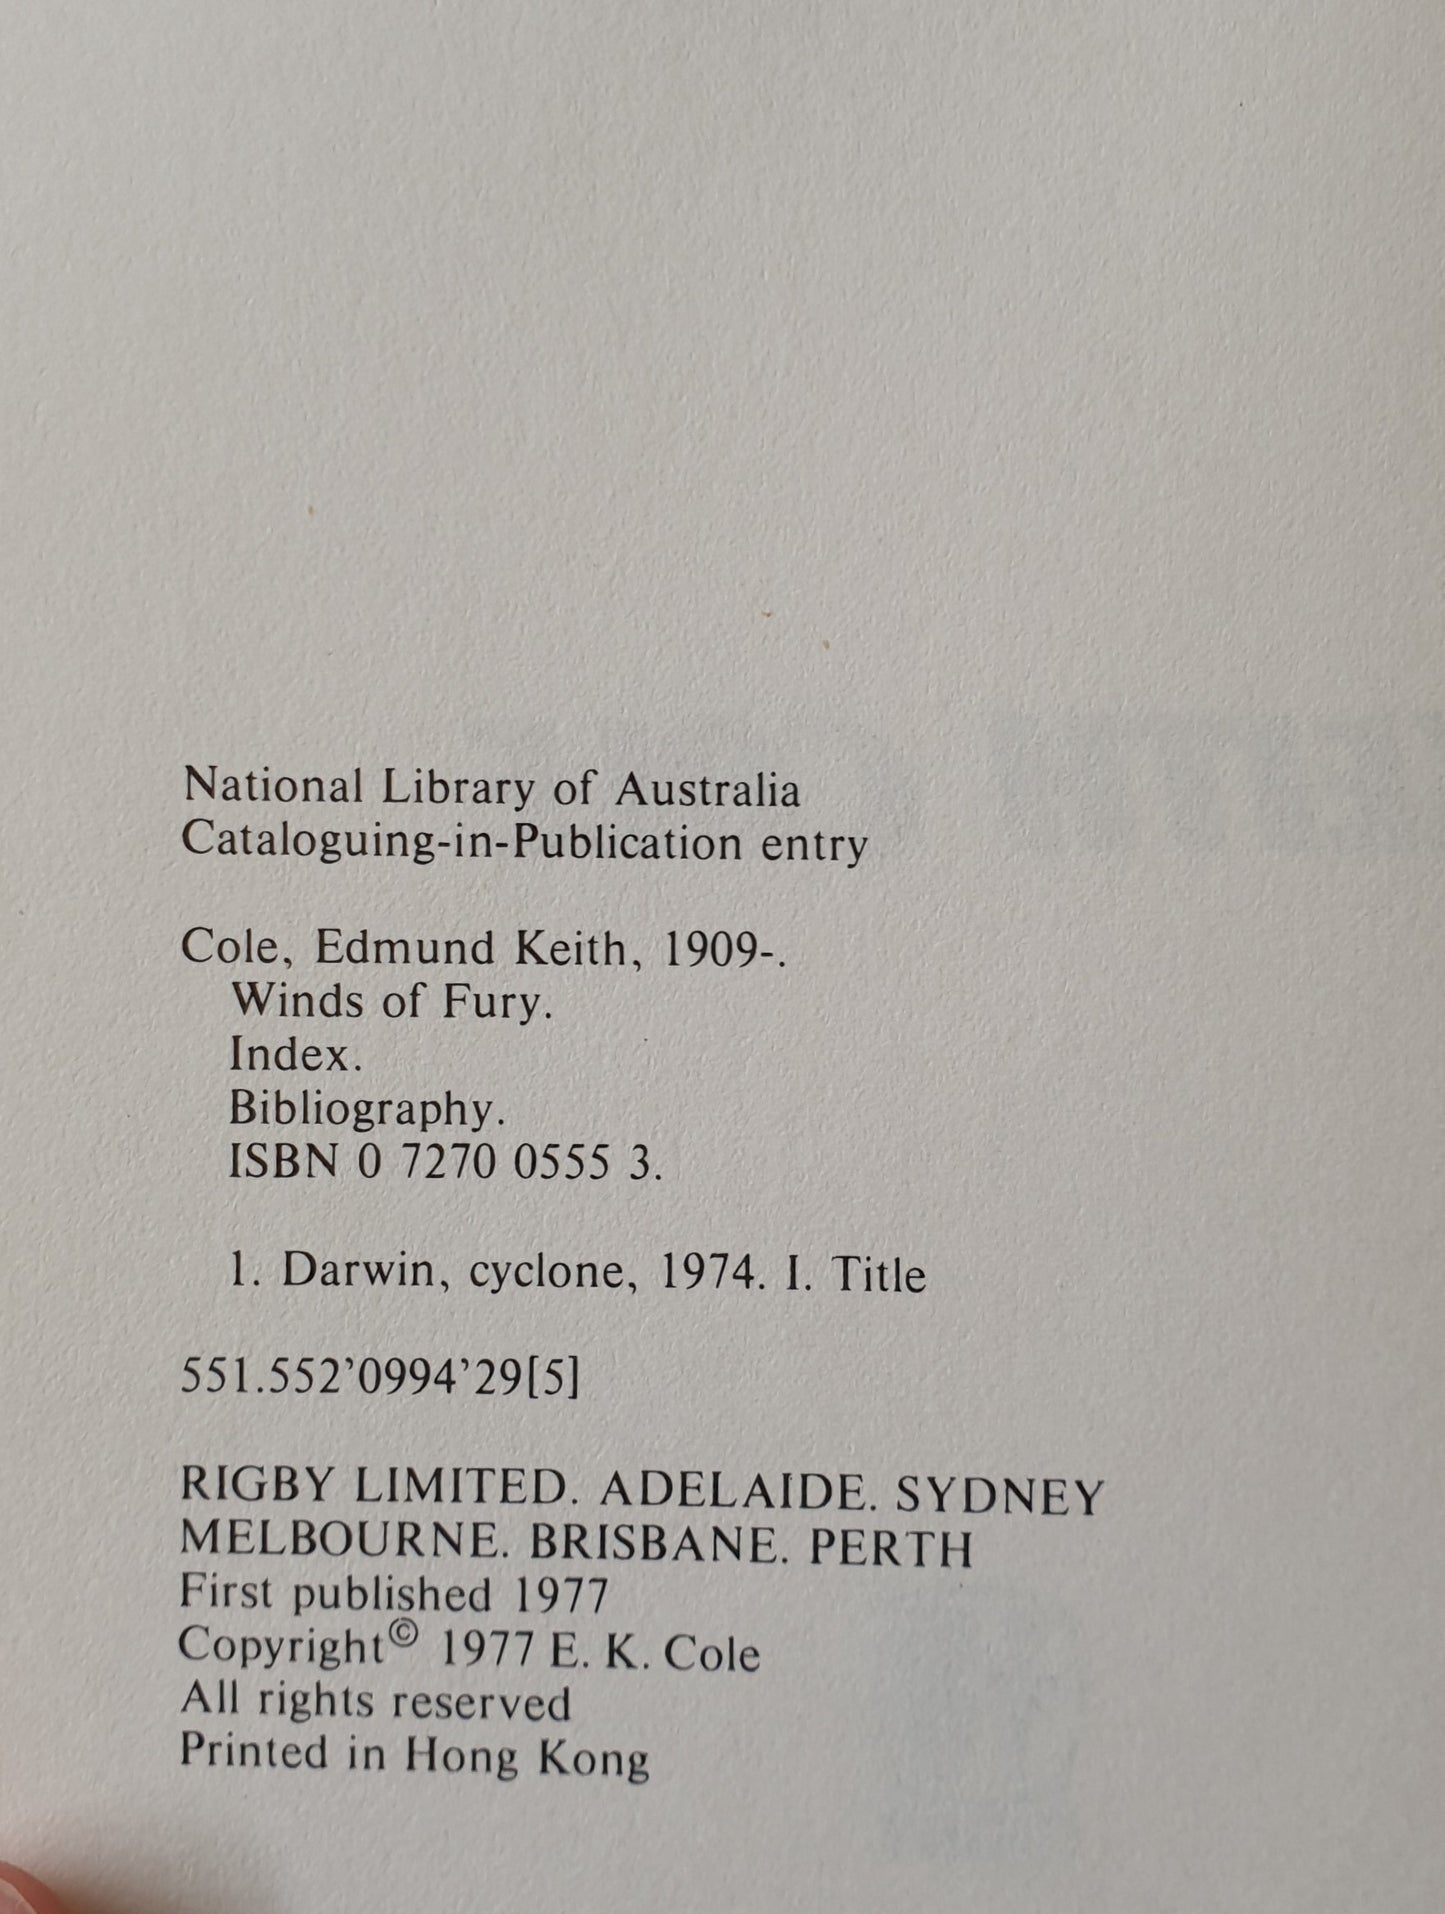 National Library of Australia
Cataloguing-in-Publication entry
Cole, Edmund Keith, 1909-.
Winds of Fury.
Index.
Bibliography.
ISBN 0 7270 0555 3.
1. Darwin, cyclone, 1974. I. Title
551.552’0994’29[5]
RIGBY LIMITED. ADELAIDE. SYDNEY
MELBOURNE. BRISBANE. PERTH
First published 1977
Copyright© 1977 E. K. Cole
All rights reserved
Printed in Hong Kong